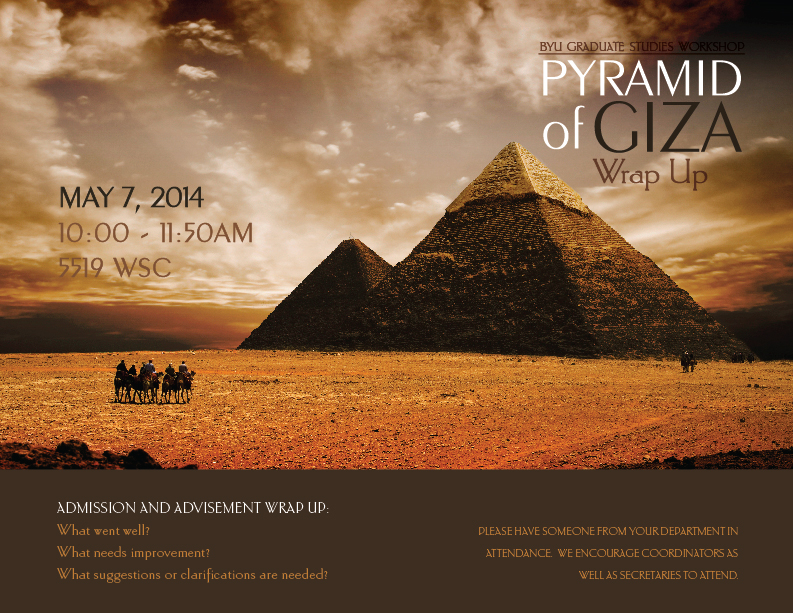 BYU GRADUATE STUDIES WORKSHOP
PYRAMID
of GIZA
Wrap Up
MAY 7, 2014
10:00 - 11:50AM
5519 WSC
ADMISSION AND ADVISEMENT WRAP UP:
What went well?
What needs improvement?
What suggestions or clarifications are needed?
PLEASE HAVE SOMEONE FROM YOUR DEPARTMENT IN
ATTENDANCE. WE ENCOURAGE COORDINATORS AS
WELL AS SECRETARIES TO ATTEND.